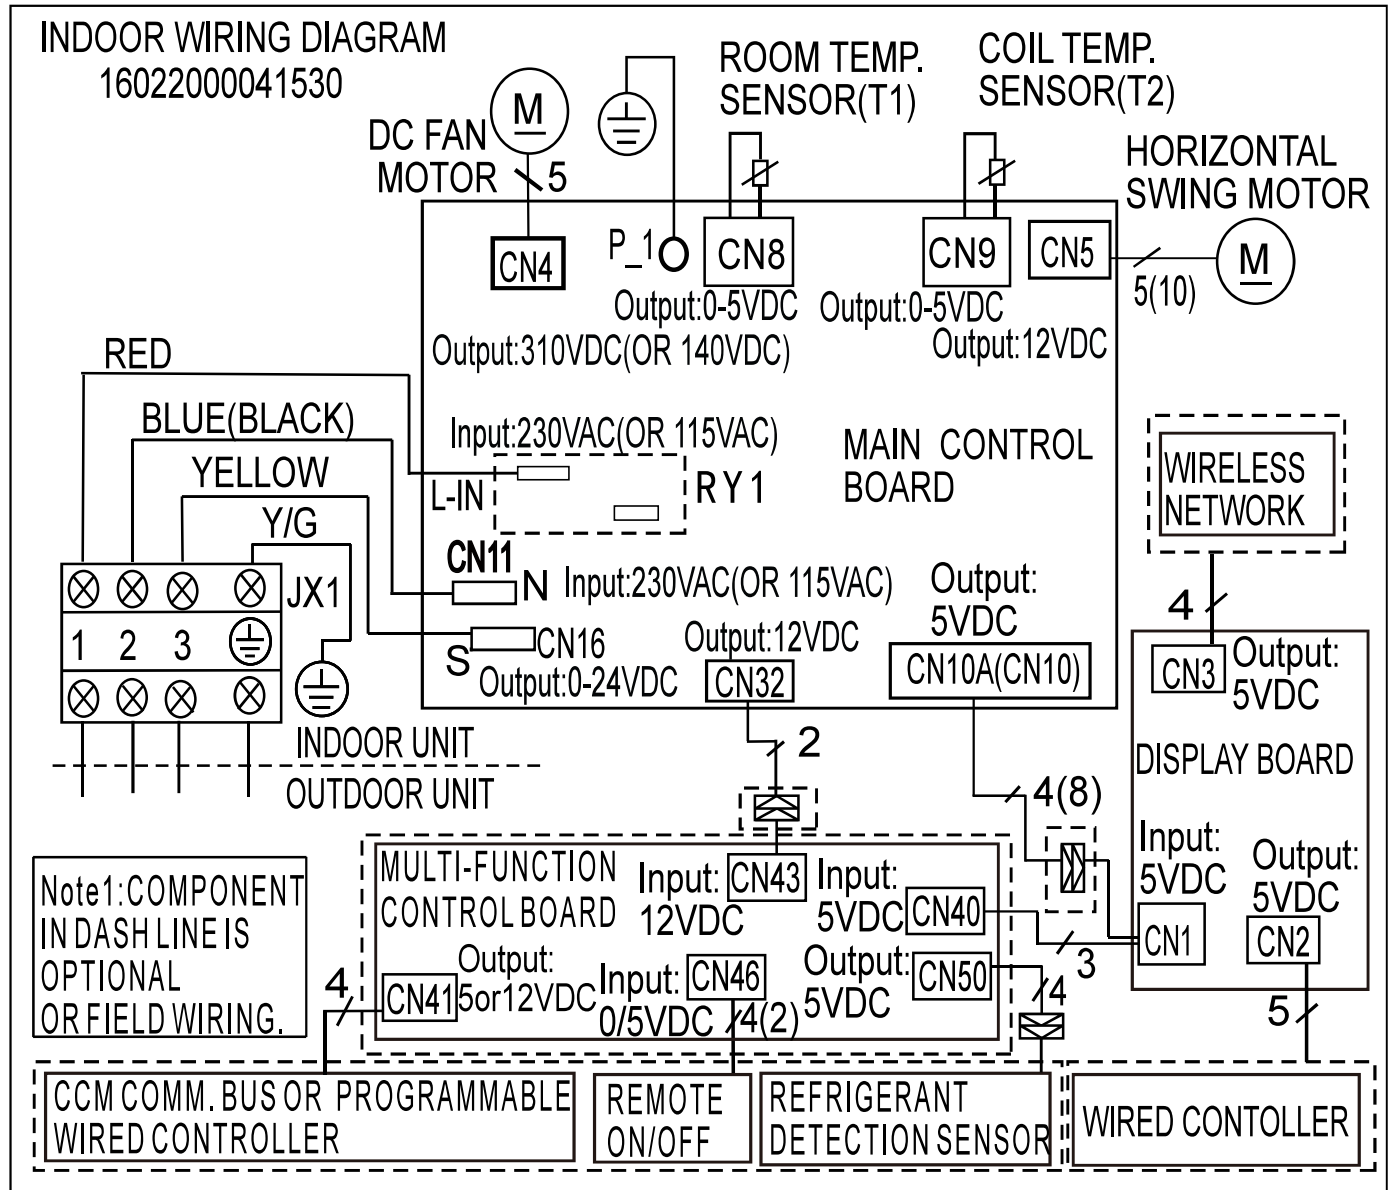 INDOOR WIRING DIAGRAM
16022000041530
DC FAN
MOTOR
M
5
ROOM TEMP.
SENSOR(T1)
COIL TEMP.
SENSOR(T2)
HORIZONTAL
SWING MOTOR
M
5(10)
CN4
P_1
CN8
CN9
CN5
Output:0-5VDC
Output:0-5VDC
Output:310VDC(OR 140VDC)
Output:12VDC
RED
BLUE(BLACK)
YELLOW
Y/G
JX1
1 2 3
Input:230VAC(OR 115VAC)
L-IN
RY1
MAIN CONTROL
BOARD
CN11
N
Input:230VAC(OR 115VAC)
S
CN16
Output:0-24VDC
Output:12VDC
CN32
Output:
5VDC
CN10A(CN10)
INDOOR UNIT
OUTDOOR UNIT
2
4(8)
WIRELESS
NETWORK
4
CN3
Output:
5VDC
DISPLAY BOARD
Input:
5VDC
CN1
Output:
5VDC
CN2
3
5
Note1:COMPONENT
IN DASH LINE IS
OPTIONAL
OR FIELD WIRING.
MULTI-FUNCTION
CONTROL BOARD
Input:
12VDC
CN43
Input:
5VDC
CN40
4
CN41
Output:
5or12VDC
Input:
0/5VDC
CN46
4(2)
Output:
5VDC
CN50
4
CCM COMM. BUS OR PROGRAMMABLE
WIRED CONTROLLER
REMOTE
ON/OFF
REFRIGERANT
DETECTION SENSOR
WIRED CONTOLLER